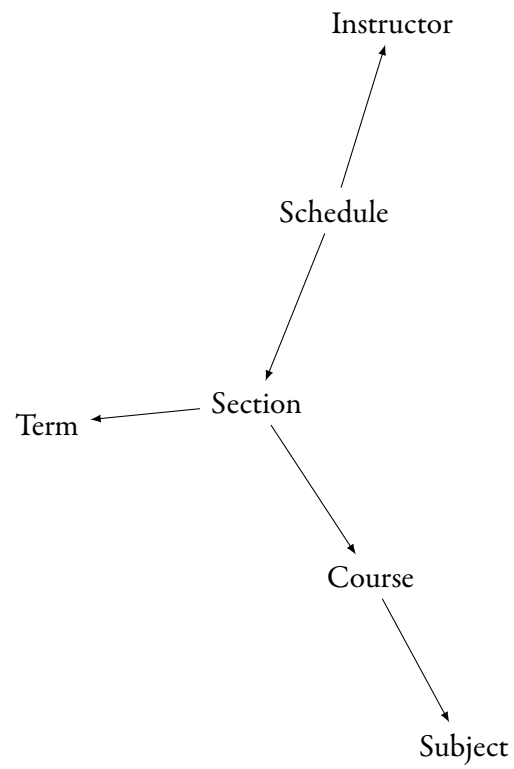 Instructor
Schedule
Section
Term
Course
Subject